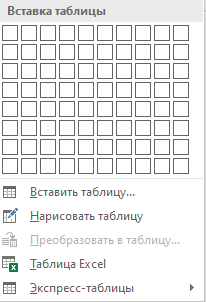 Вставка таблицы
Вставить таблицу...
Нарисовать таблицу
Преобразовать в таблицу...
Таблица Excel
Экспресс-таблицы